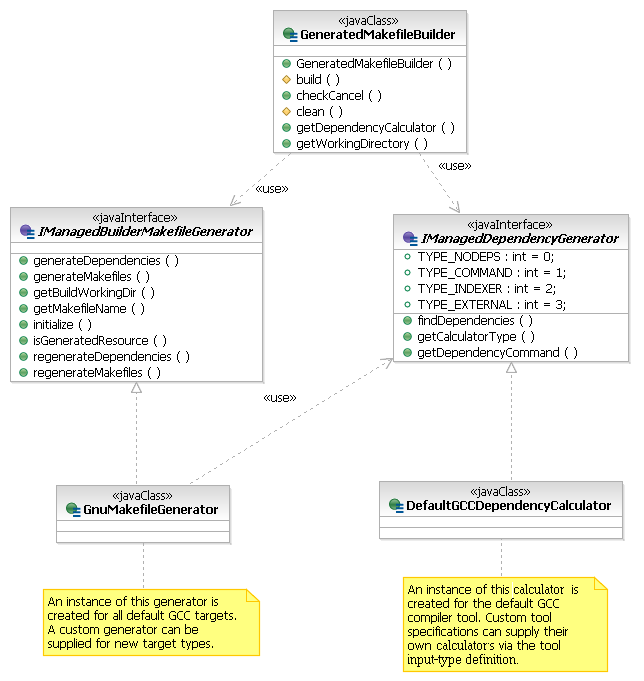 «javaClass»
GeneratedMakefileBuilder
GeneratedMakefileBuilder ( )
build ( )
checkCancel ( )
clean ( )
getDependencyCalculator ( )
getWorkingDirectory ( )
«use»
«use»
«javaInterface»
IManagedBuilderMakefileGenerator
generateDependencies ( )
generateMakefiles ( )
getBuildWorkingDir ( )
getMakefileName ( )
initialize ( )
isGeneratedResource ( )
regenerateDependencies ( )
regenerateMakefiles ( )
«javaInterface»
IManagedDependencyGenerator
TYPE_NODEPS : int = 0;
TYPE_COMMAND : int = 1;
TYPE_INDEXER : int = 2;
TYPE_EXTERNAL : int = 3;
findDependencies ( )
getCalculatorType ( )
getDependencyCommand ( )
«use»
«javaClass»
GnuMakefileGenerator
«javaClass»
DefaultGCCDependencyCalculator
An instance of this generator is
created for all default GCC targets.
A custom generator can be
supplied for new target types.
An instance of this calculator is
created for the default GCC
compiler tool. Custom tool
specifications can supply their
own calculators via the tool
input-type definition.